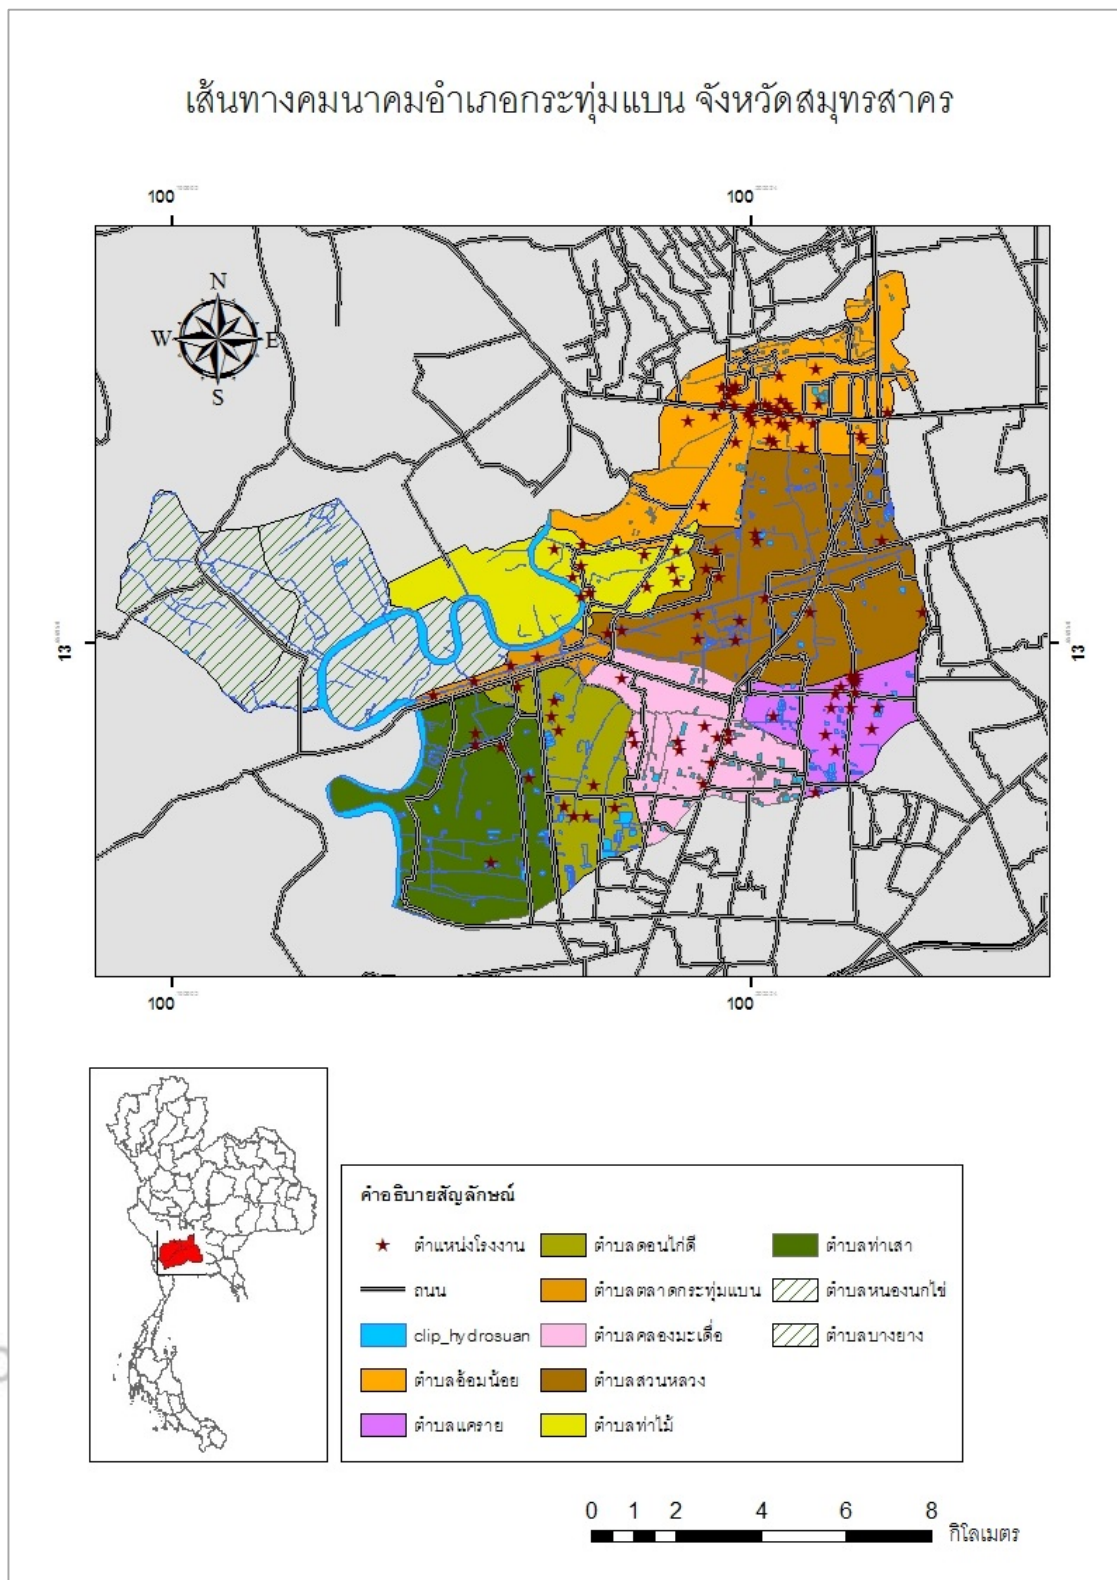 เส้นทางคมนาคมอำเภอกระทุ่มแบน จังหวัดสมุทรสาคร
100
100
N
W
E
S
13
13
100
100
คำอธิบายสัญลักษณ์
ตำแหน่งโรงงาน
ตำบลดอนไก่ดี
ตำบลท่าเสา
ถนน
ตำบลตลาดกระทุ่มแบน
ตำบลหนองนกไข่
clip_hydrosuan
ตำบลคลองมะเดื่อ
ตำบลบางยาง
ตำบลอ้อมน้อย
ตำบลสวนหลวง
ตำบลแคราย
ตำบลท่าไม้
0 1 2 4 6 8
กิโลเมตร